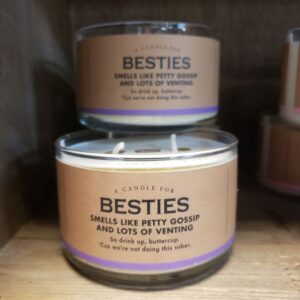 A CANDLE FOR
BESTIES
SMELLS LIKE PETTY GOSSIP
AND LOTS OF VENTING
So drink up, buttercup.
'Cuz we're not doing this sober.
A CANDLE FOR
BESTIES
SMELLS LIKE PETTY GOSSIP
AND LOTS OF VENTING
So drink up, buttercup.
'Cuz we're not doing this sober.